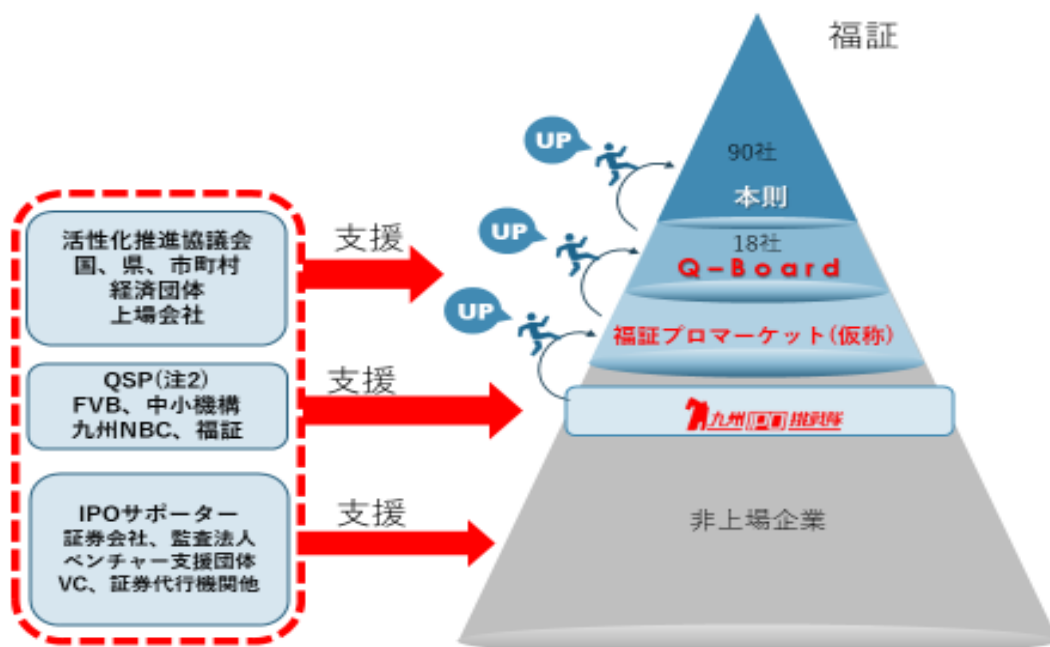 福証
UP
90社
本則
UP
18社
Q-Board
UP
福証プロマーケット(仮称)
九州IPO挑戦隊
非上場企業
活性化推進協議会
国、県、市町村
経済団体
上場会社
支援
QSP(注2)
FVB、中小機構
九州NBC、福証
支援
IPOサポーター
証券会社、監査法人
ベンチャー支援団体
VC、証券代行機関他
支援